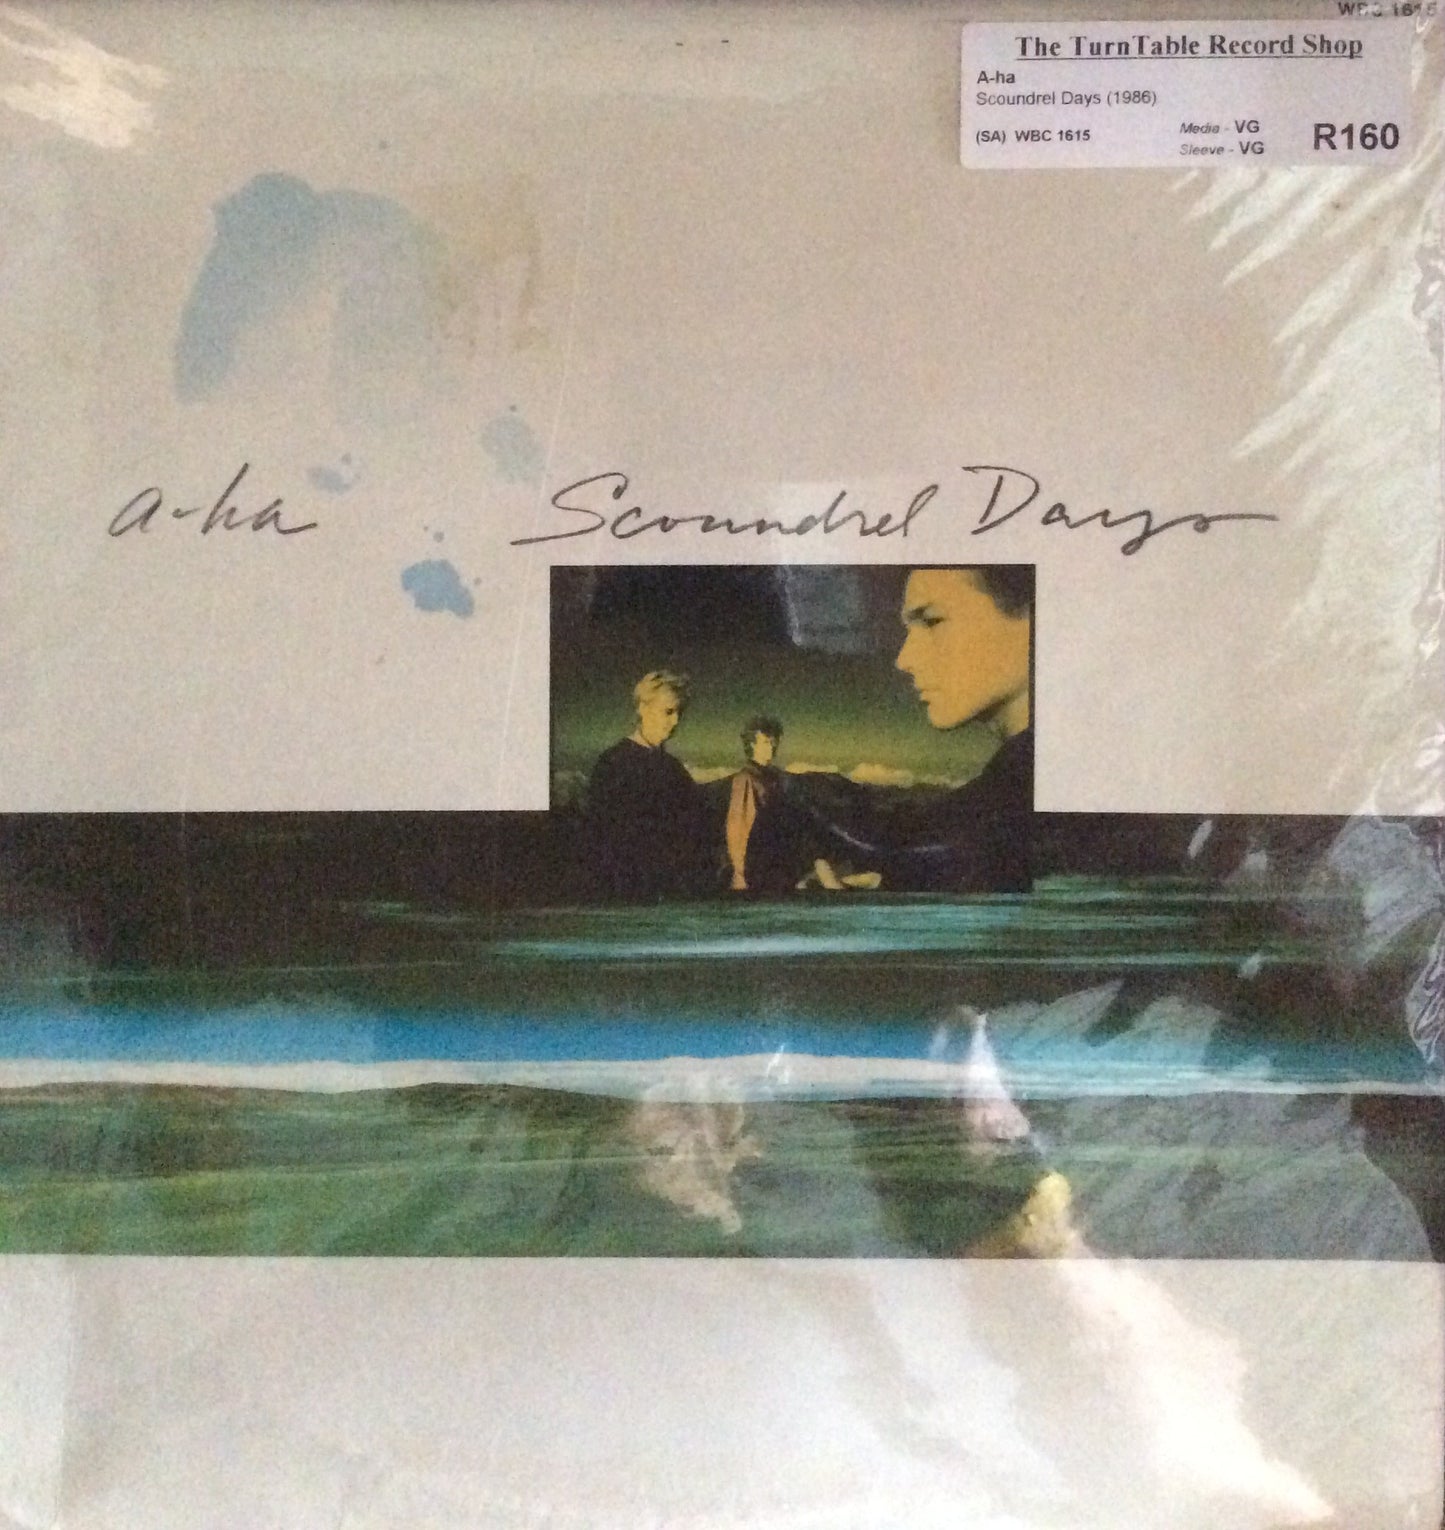 WBC 1615
The TurnTable Record Shop
A-ha
Scoundrel Days (1986)
(SA) WBC 1615
Media - VG
Sleeve - VG
R160
a-ha Scoundrel Days